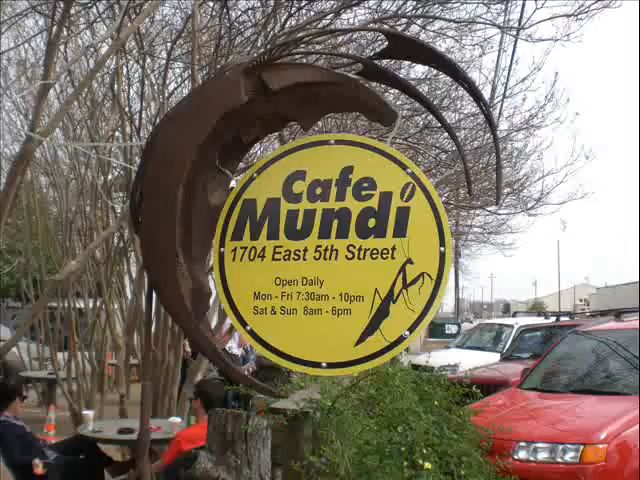 Cafe
Mundi
1704 East 5th Street
Open Daily
Mon - Fri 7:30am - 10pm
Sat & Sun 8am - 6pm